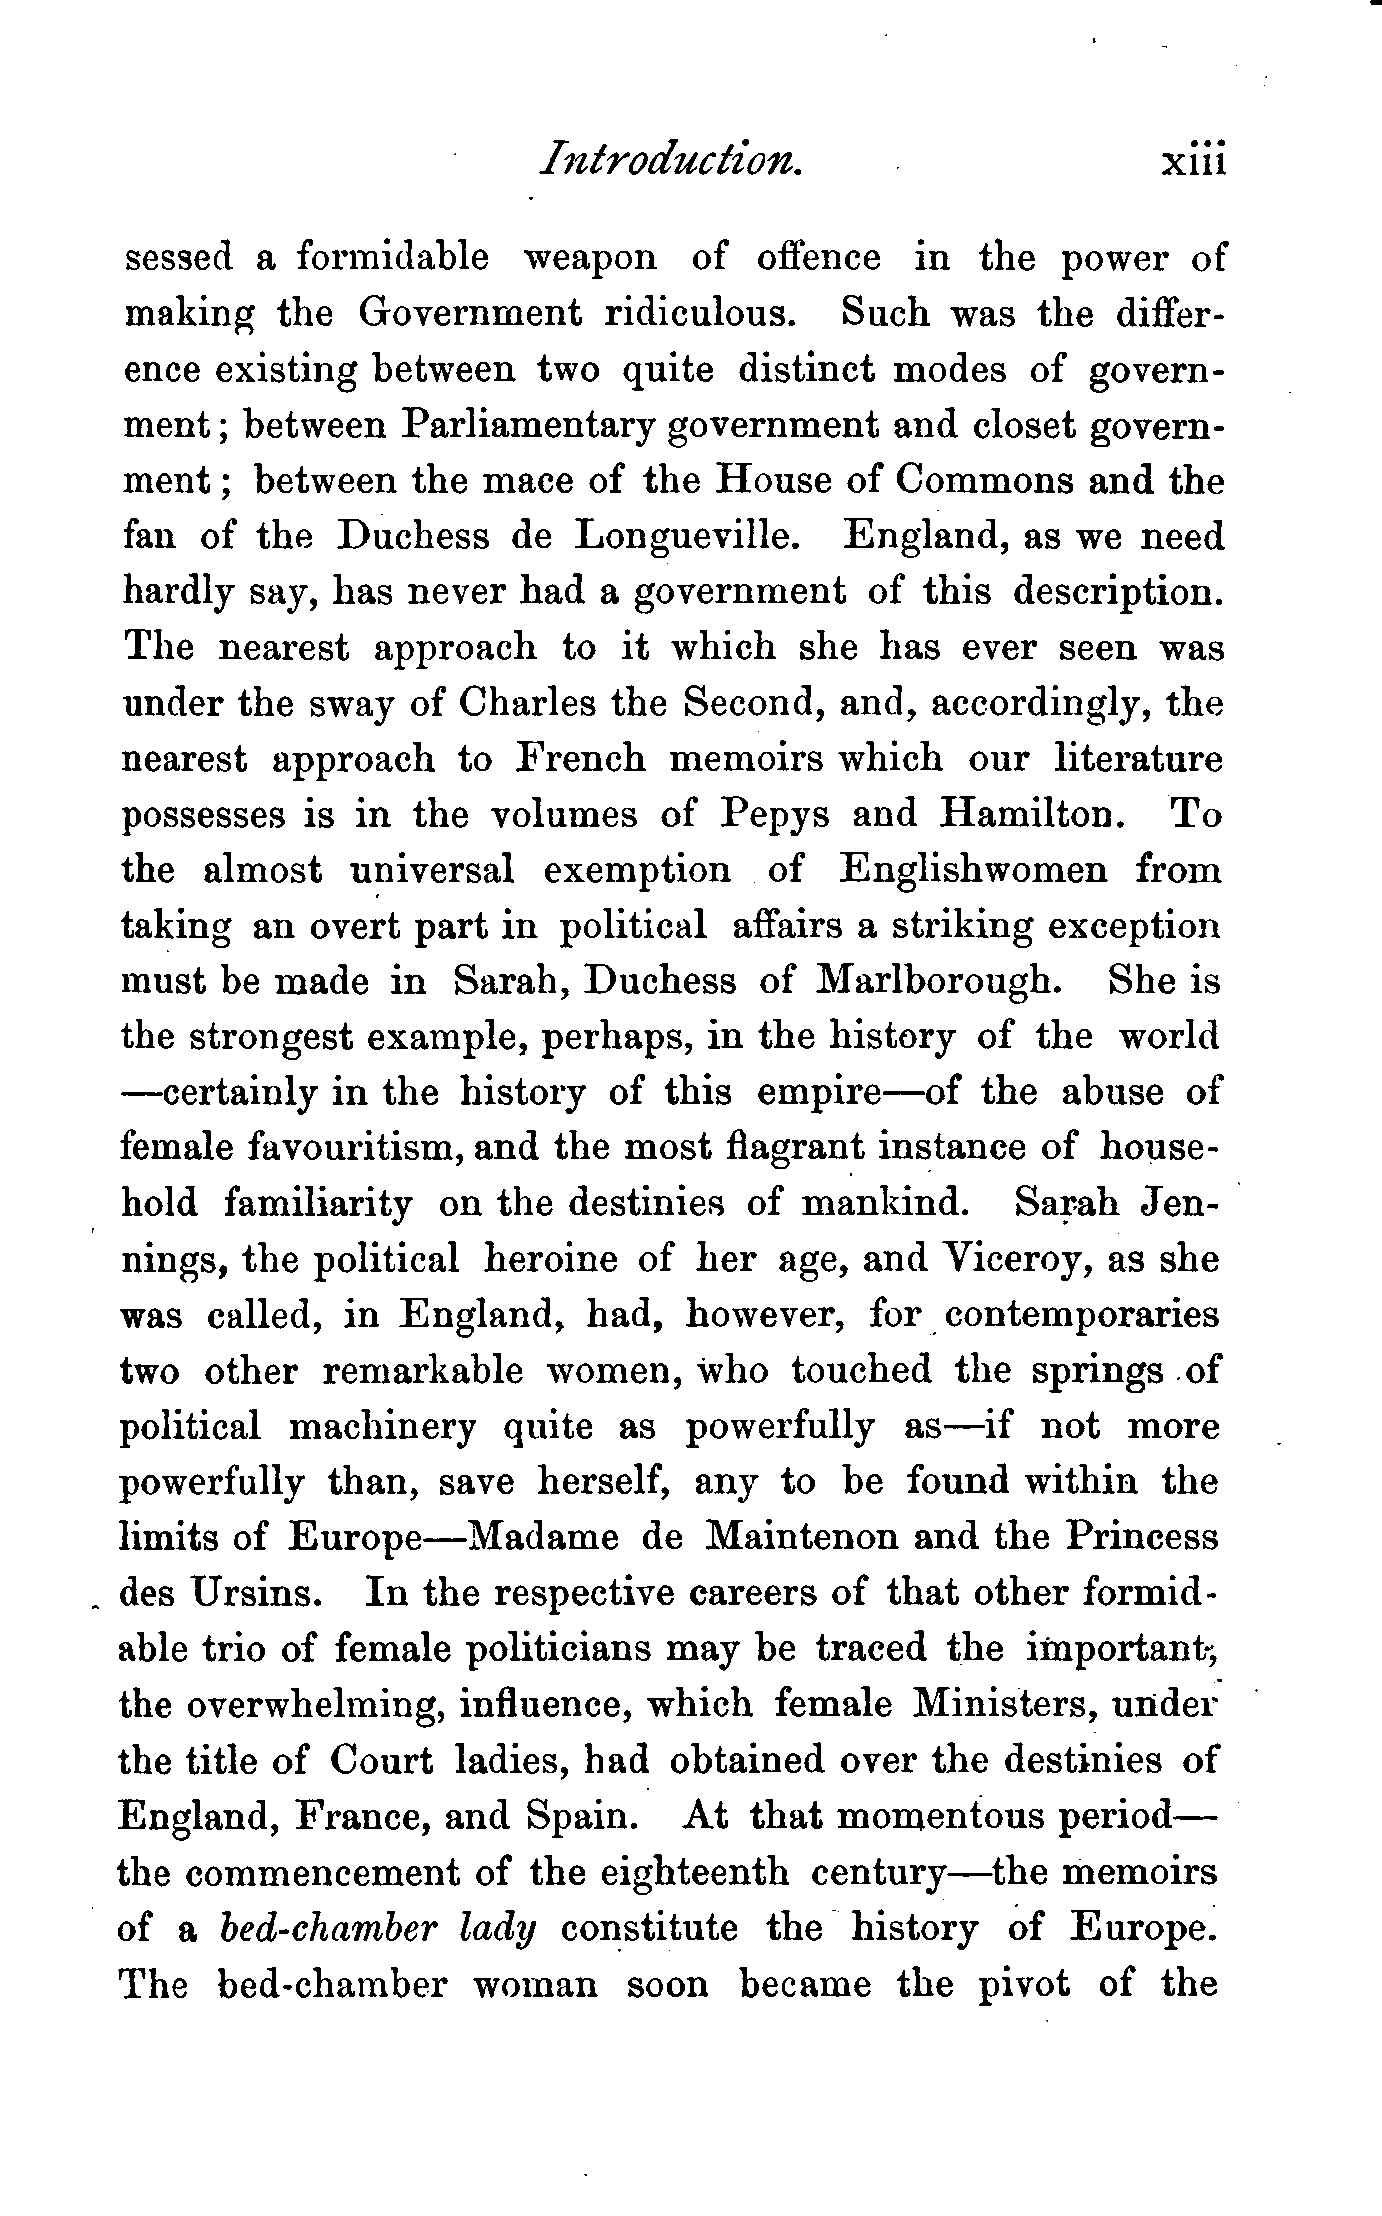 Introduction. xiii
sessed a formidable weapon of offence in the power of
making the Government ridiculous. Such was the differ-
ence existing between two quite distinct modes of govern-
ment; between Parliamentary government and closet govern-
ment; between the mace of the House of Commons and the
fan of the Duchess de Longueville. England, as we need
hardly say, has never had a government of this description.
The nearest approach to it which she has ever seen was
under the sway of Charles the Second, and, accordingly, the
nearest approach to French memoirs which our literature
possesses is in the volumes of Pepys and Hamilton. To
the almost universal exemption of Englishwomen from
taking an overt part in political affairs a striking exception
must be made in Sarah, Duchess of Marlborough. She is
the strongest example, perhaps, in the history of the world
—certainly in the history of this empire—of the abuse of
female favouritism, and the most flagrant instance of house-
hold familiarity on the destinies of mankind. Sarah Jen-
nings, the political heroine of her age, and Viceroy, as she
was called, in England, had, however, for contemporaries
two other remarkable women, who touched the springs of
political machinery quite as powerfully as—if not more
powerfully than, save herself, any to be found within the
limits of Europe—Madame de Maintenon and the Princess
des Ursins. In the respective careers of that other formid-
able trio of female politicians may be traced the important,
the overwhelming, influence, which female Ministers, under
the title of Court ladies, had obtained over the destinies of
England, France, and Spain. At that momentous period—
the commencement of the eighteenth century—the memoirs
of a bed-chamber lady constitute the history of Europe.
The bed-chamber woman soon became the pivot of the